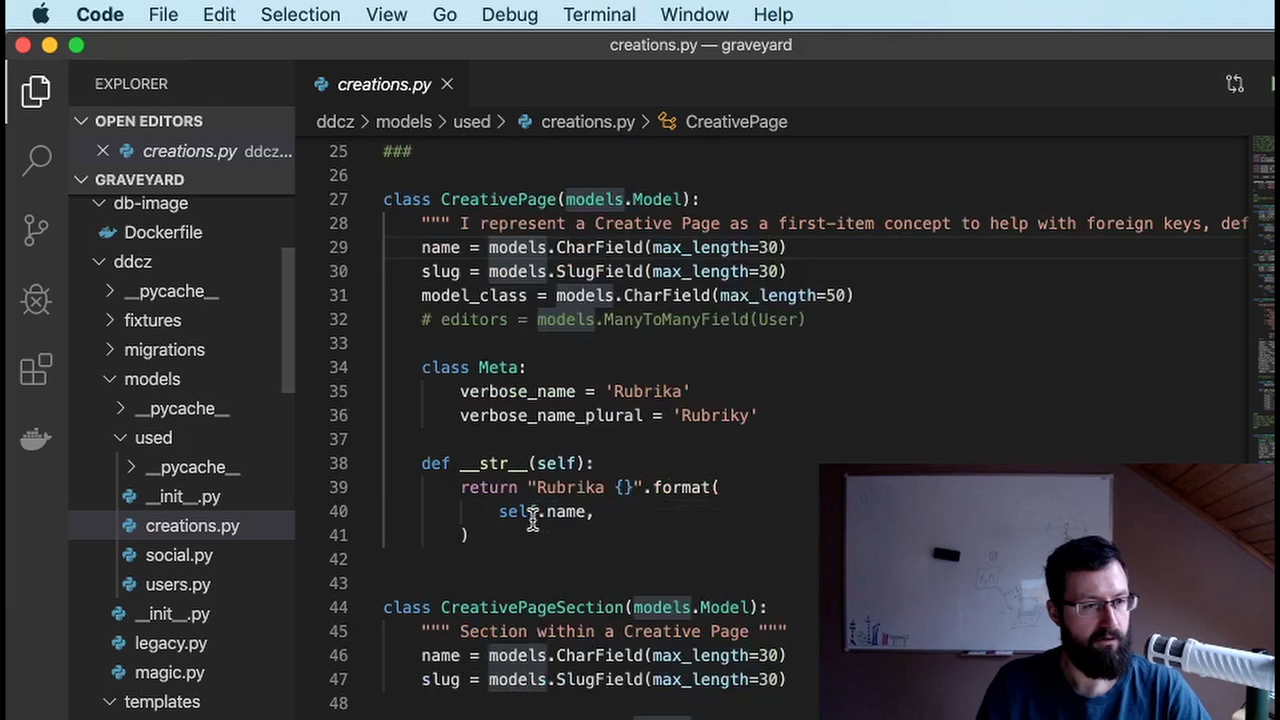 Code File Edit Selection View Go Debug Terminal Window Help
creations.py — graveyard
EXPLORER
OPEN EDITORS
creations.py ddcz...
GRAVEYARD
db-image
Dockerfile
ddcz
__pycache__
fixtures
migrations
models
__pycache__
used
__pycache__
__init__.py
creations.py
social.py
users.py
__init__.py
legacy.py
magic.py
templates
creations.py
ddcz > models > used > creations.py > CreativePage
25 ###
26
27 class CreativePage(models.Model):
28 """ I represent a Creative Page as a first-item concept to help with foreign keys, def
29 name = models.CharField(max_length=30)
30 slug = models.SlugField(max_length=30)
31 model_class = models.CharField(max_length=50)
32 # editors = models.ManyToManyField(User)
33
34 class Meta:
35 verbose_name = 'Rubrika'
36 verbose_name_plural = 'Rubriky'
37
38 def __str__(self):
39 return "Rubrika {}".format(
40 self.name,
41 )
42
43
44 class CreativePageSection(models.Model):
45 """ Section within a Creative Page """
46 name = models.CharField(max_length=30)
47 slug = models.SlugField(max_length=30)
48